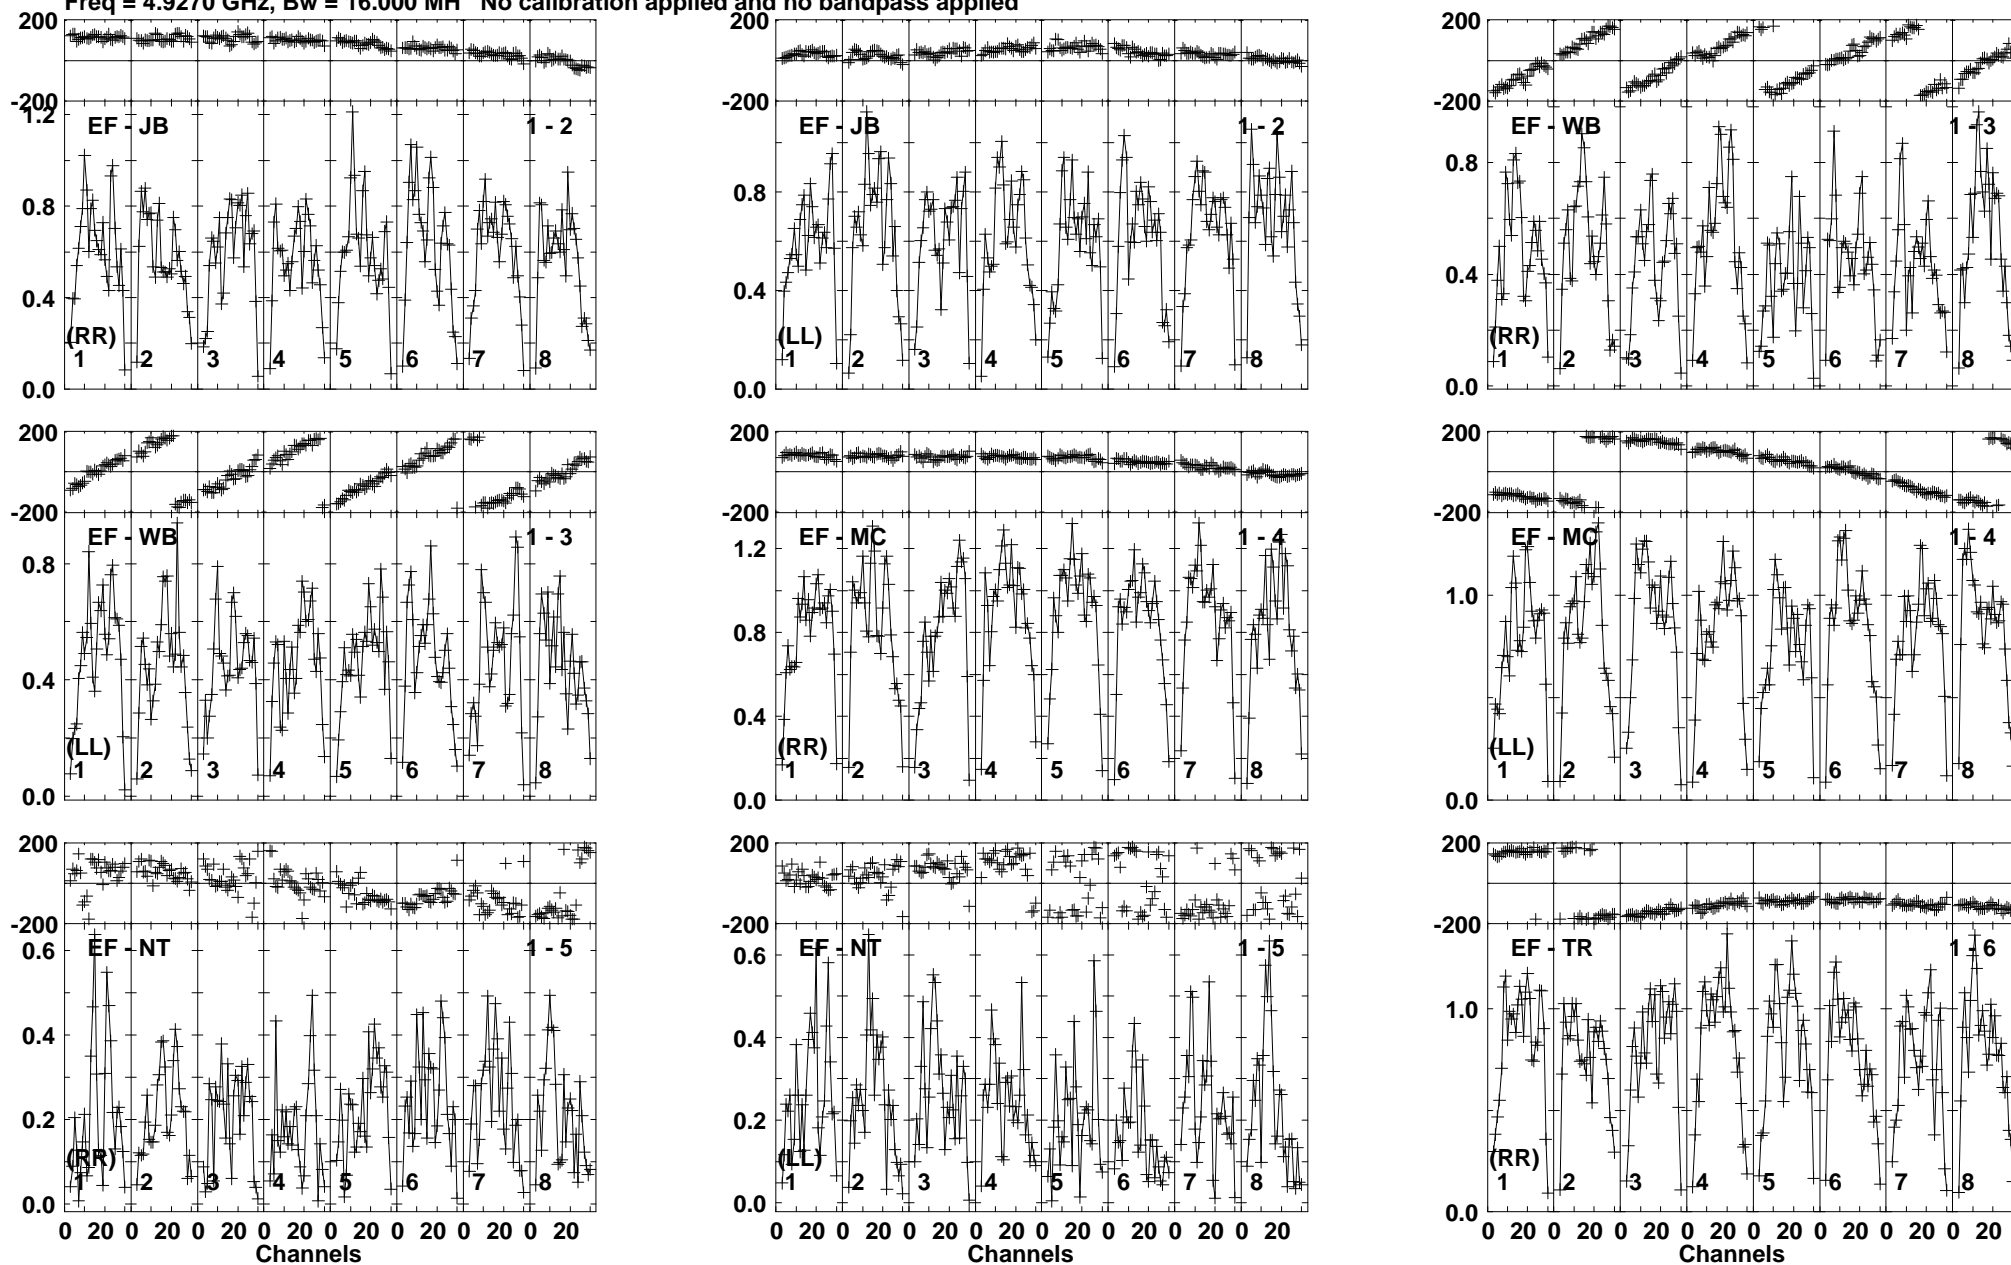 Freq = 4.9270 GHz, Bw = 16.000 MH No calibration applied and no bandpass applied
200 200 200
-200 -200 -200
1.2
EF - JB 1 - 2 EF - JB 1 - 2 EF - WB 1 - 3
0.8 0.8 0.8
0.4 0.4 0.4
(RR) (LL) (RR)
1 2 3 4 5 6 7 8 1 2 3 4 5 6 7 8 1 2 3 4 5 6 7 8
0.0 0.0 0.0
200 200 200
-200 -200 -200
EF - WB 1 - 3 EF - MC 1 - 4 EF - MC 1 - 4
0.8 1.2 1.0
0.8
0.4 0.4
(LL) (RR) (LL)
1 2 3 4 5 6 7 8 1 2 3 4 5 6 7 8 1 2 3 4 5 6 7 8
0.0 0.0 0.0
200 200 200
-200 -200 -200
EF - NT 1 - 5 EF - NT 1 - 5 EF - TR 1 - 6
0.6 0.6 1.0
0.4 0.4
0.2 0.2
(RR) (LL) (RR)
1 2 3 4 5 6 7 8 1 2 3 4 5 6 7 8 1 2 3 4 5 6 7 8
0.0 0.0 0.0
0 20 0 20 0 20 0 20 0 20 0 20 0 20 0 20 0 20 0 20 0 20 0 20 0 20 0 20 0 20 0 20 0 20 0 20 0 20 0 20 0 20 0 20 0 20 0 20
Channels Channels Channels